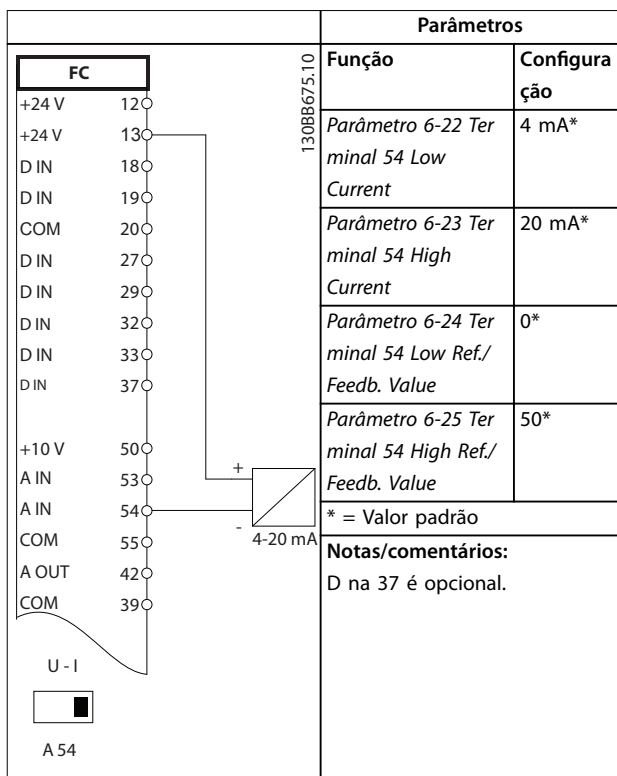 FC
+24 V 12
+24 V 13
D IN 18
D IN 19
COM 20
D IN 27
D IN 29
D IN 32
D IN 33
D IN 37
+10 V 50
A IN 53
A IN 54
COM 55
A OUT 42
COM 39
U - I
A 54
+
-
4-20 mA
130BB675.10
Parâmetros
Função
Configura
ção
Parâmetro 6-22 Ter
minal 54 Low
Current
4 mA*
Parâmetro 6-23 Ter
minal 54 High
Current
20 mA*
Parâmetro 6-24 Ter
minal 54 Low Ref./
Feedb. Value
0*
Parâmetro 6-25 Ter
minal 54 High Ref./
Feedb. Value
50*
* = Valor padrão
Notas/comentários:
D na 37 é opcional.